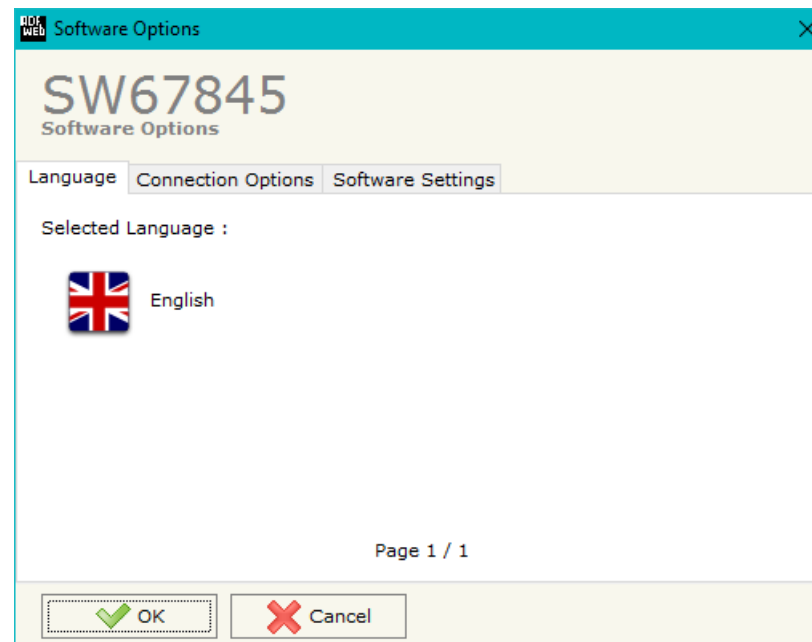 ADF
WEB
Software Options
SW67845
Software Options
Language Connection Options Software Settings
Selected Language :
English
Page 1 / 1
OK Cancel